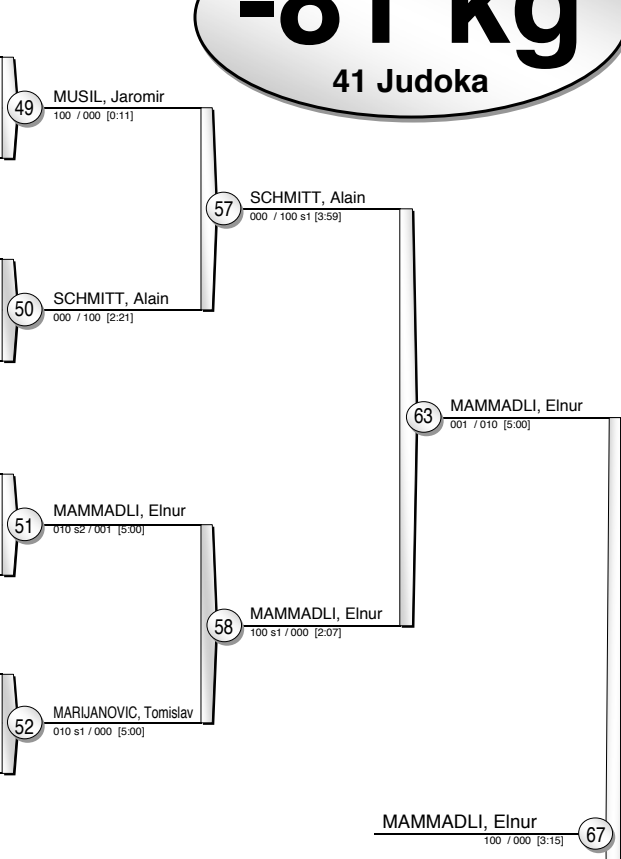 -81 kg
41 Judoka
49
MUSIL, Jaromir
100 / 000 [0:11]
57
SCHMITT, Alain
000 / 100 s1 [3:59]
50
SCHMITT, Alain
000 / 100 [2:21]
63
MAMMADLI, Elnur
001 / 010 [5:00]
51
MAMMADLI, Elnur
010 s2 / 001 [5:00]
58
MAMMADLI, Elnur
100 s1 / 000 [2:07]
52
MARIJANOVIC, Tomislav
010 s1 / 000 [5:00]
MAMMADLI, Elnur
100 / 000 [3:15]
67